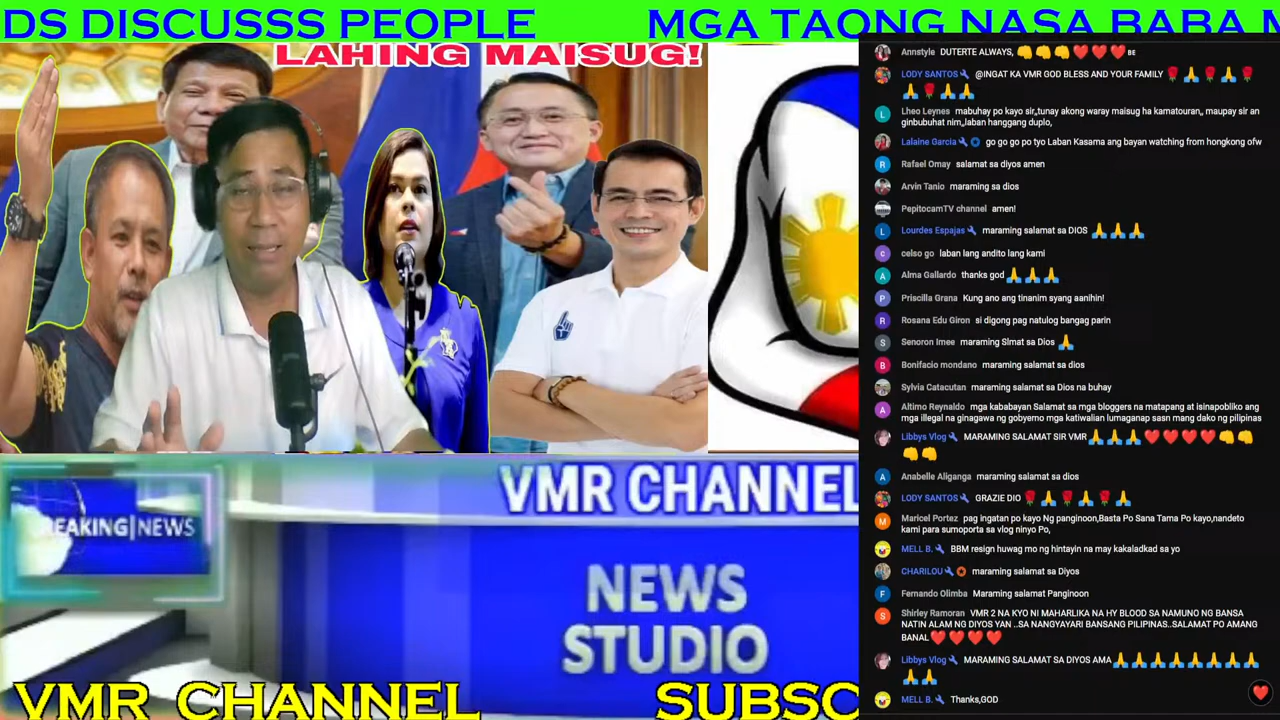 DS DISCUSSS PEOPLE MGA TAONG NASA BABA
LAHING MAISUG!
BREAKING|NEWS
VMR CHANNEL
NEWS
STUDIO
VMR CHANNEL SUBSC
Annstyle DUTERTE ALWAYS, 👊👊👊❤️❤️❤️ BE
LODY SANTOS @INGAT KA VMR GOD BLESS AND YOUR FAMILY 🌹🙏🌹🙏🌹
🙏🌹🙏🙏
L Lheo Leynes mabuhay po kayo sir,,tunay akong waray maisug ha kamatouran,, maupay sir an
ginbubuhat nim,,laban hanggang duplo,
Lalaine Garcia go go go po tyo Laban Kasama ang bayan watching from hongkong ofw
R Rafael Omay salamat sa diyos amen
Arvin Tanio maraming sa dios
PepitocamTV channel amen!
L Lourdes Espajas maraming salamat sa DIOS 🙏🙏🙏
c celso go laban lang andito lang kami
A Alma Gallardo thanks god 🙏🙏🙏
P Priscilla Grana Kung ano ang tinanim syang aanihin!
R Rosana Edu Giron si digong pag natulog bangag parin
S Senoron Imee maraming Slmat sa Dios 🙏
B Bonifacio mondano maraming salamat sa dios
Sylvia Catacutan maraming salamat sa Dios na buhay
A Altimo Reynaldo mga kababayan Salamat sa mga bloggers na matapang at isinapobliko ang
mga illegal na ginagawa ng gobyemo mga katiwalian lumaganap sasn mang dako ng pilipinas
Libbys Vlog MARAMING SALAMAT SIR VMR🙏🙏🙏❤️❤️❤️❤️👊👊
👊👊
A Anabelle Aliganga maraming salamat sa dios
LODY SANTOS GRAZIE DIO 🌹🙏🌹🙏🌹🙏
M Maricel Portez pag ingatan po kayo Ng panginoon,Basta Po Sana Tama Po kayo,nandeto
kami para sumoporta sa vlog ninyo Po,
MELL B. BBM resign huwag mo ng hintayin na may kakaladkad sa yo
CHARILOU maraming salamat sa Diyos
F Fernando Olimba Maraming salamat Panginoon
S Shirley Ramoran VMR 2 NA KYO NI MAHARLIKA NA HY BLOOD SA NAMUNO NG BANSA
NATIN ALAM NG DIYOS YAN ..SA NANGYAYARI BANSANG PILIPINAS..SALAMAT PO AMANG
BANAL❤️❤️❤️❤️
Libbys Vlog MARAMING SALAMAT SA DIYOS AMA🙏🙏🙏🙏🙏🙏🙏🙏🙏
🙏🙏
MELL B. Thanks,GOD